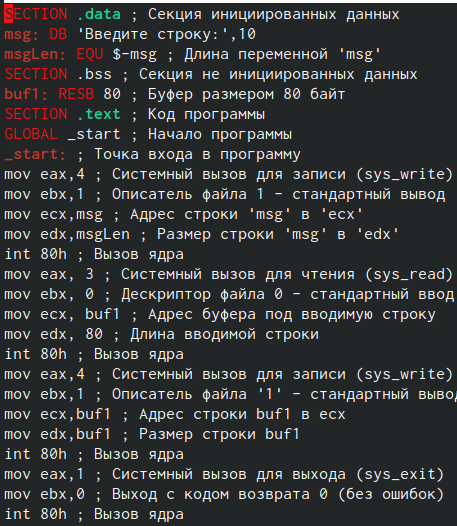 SECTION .data ; Секция инициированных данных
msg: DB 'Введите строку:',10
msgLen: EQU $-msg ; Длина переменной 'msg'
SECTION .bss ; Секция не инициированных данных
buf1: RESB 80 ; Буфер размером 80 байт
SECTION .text ; Код программы
GLOBAL _start ; Начало программы
_start: ; Точка входа в программу
mov eax,4 ; Системный вызов для записи (sys_write)
mov ebx,1 ; Описатель файла 1 - стандартный вывод
mov ecx,msg ; Адрес строки 'msg' в 'ecx'
mov edx,msgLen ; Размер строки 'msg' в 'edx'
int 80h ; Вызов ядра
mov eax, 3 ; Системный вызов для чтения (sys_read)
mov ebx, 0 ; Дескриптор файла 0 - стандартный ввод
mov ecx, buf1 ; Адрес буфера под вводимую строку
mov edx, 80 ; Длина вводимой строки
int 80h ; Вызов ядра
mov eax,4 ; Системный вызов для записи (sys_write)
mov ebx,1 ; Описатель файла '1' - стандартный вывод
mov ecx,buf1 ; Адрес строки buf1 в ecx
mov edx,buf1 ; Размер строки buf1
int 80h ; Вызов ядра
mov eax,1 ; Системный вызов для выхода (sys_exit)
mov ebx,0 ; Выход с кодом возврата 0 (без ошибок)
int 80h ; Вызов ядра